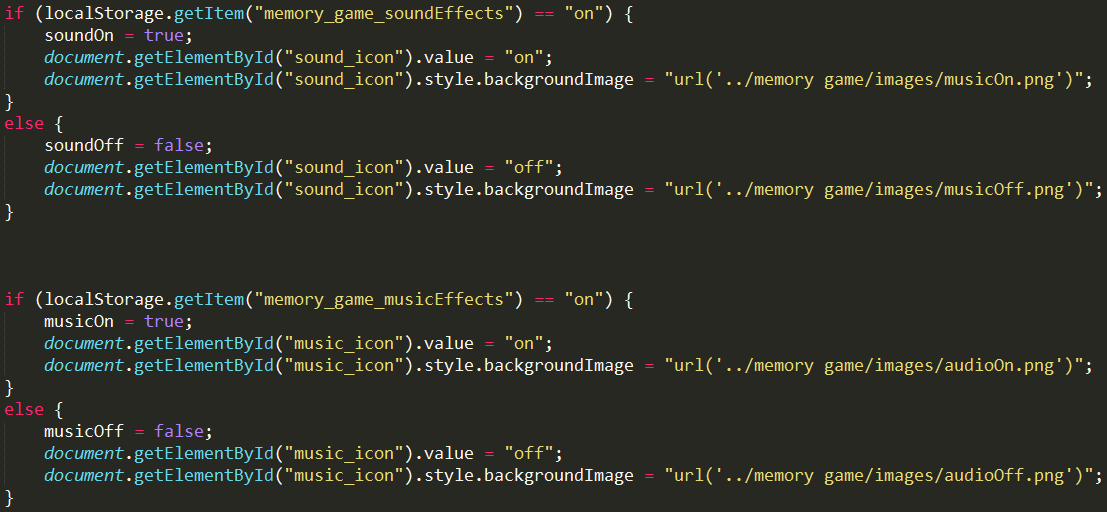 if (localStorage.getItem("memory_game_soundEffects") == "on") {
    soundOn = true;
    document.getElementById("sound_icon").value = "on";
    document.getElementById("sound_icon").style.backgroundImage = "url('../memory game/images/musicOn.png')";
}
else {
    soundOff = false;
    document.getElementById("sound_icon").value = "off";
    document.getElementById("sound_icon").style.backgroundImage = "url('../memory game/images/musicOff.png')";
}
if (localStorage.getItem("memory_game_musicEffects") == "on") {
    musicOn = true;
    document.getElementById("music_icon").value = "on";
    document.getElementById("music_icon").style.backgroundImage = "url('../memory game/images/audioOn.png')";
}
else {
    musicOff = false;
    document.getElementById("music_icon").value = "off";
    document.getElementById("music_icon").style.backgroundImage = "url('../memory game/images/audioOff.png')";
}